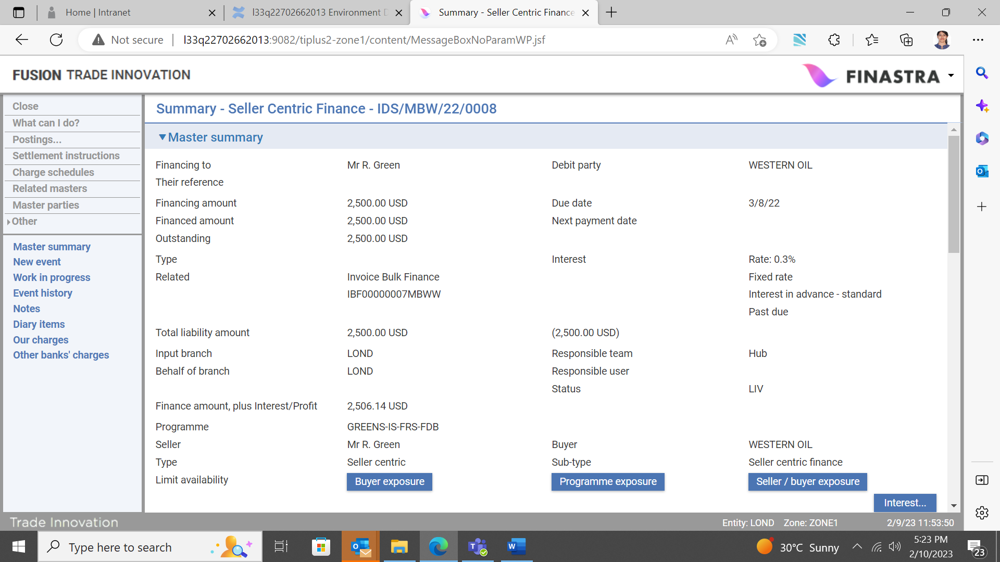 Home | Intranet
l33q22702662013 Environment D
Summary - Seller Centric Finance
Not secure
l33q22702662013:9082/tiplus2-zone1/content/MessageBoxNoParamWP.jsf
FUSION TRADE INNOVATION
FINASTRA
Close
What can I do?
Postings...
Settlement instructions
Charge schedules
Related masters
Master parties
Other
Master summary
New event
Work in progress
Event history
Notes
Diary items
Our charges
Other banks' charges
Summary - Seller Centric Finance - IDS/MBW/22/0008
Master summary
Financing to Mr R. Green Debit party WESTERN OIL
Their reference
Financing amount 2,500.00 USD Due date 3/8/22
Financed amount 2,500.00 USD Next payment date
Outstanding 2,500.00 USD
Type Interest Rate: 0.3%
Related Invoice Bulk Finance Fixed rate
IBF00000007MBWW Interest in advance - standard
Past due
Total liability amount 2,500.00 USD (2,500.00 USD)
Input branch LOND Responsible team Hub
Behalf of branch LOND Responsible user
Status LIV
Finance amount, plus Interest/Profit 2,506.14 USD
Programme GREENS-IS-FRS-FDB
Seller Mr R. Green Buyer WESTERN OIL
Type Seller centric Sub-type Seller centric finance
Limit availability Buyer exposure Programme exposure Seller / buyer exposure
Interest...
Trade Innovation Entity: LOND Zone: ZONE1 2/9/23 11:53:50
Type here to search
30°C Sunny
5:23 PM
2/10/2023
23